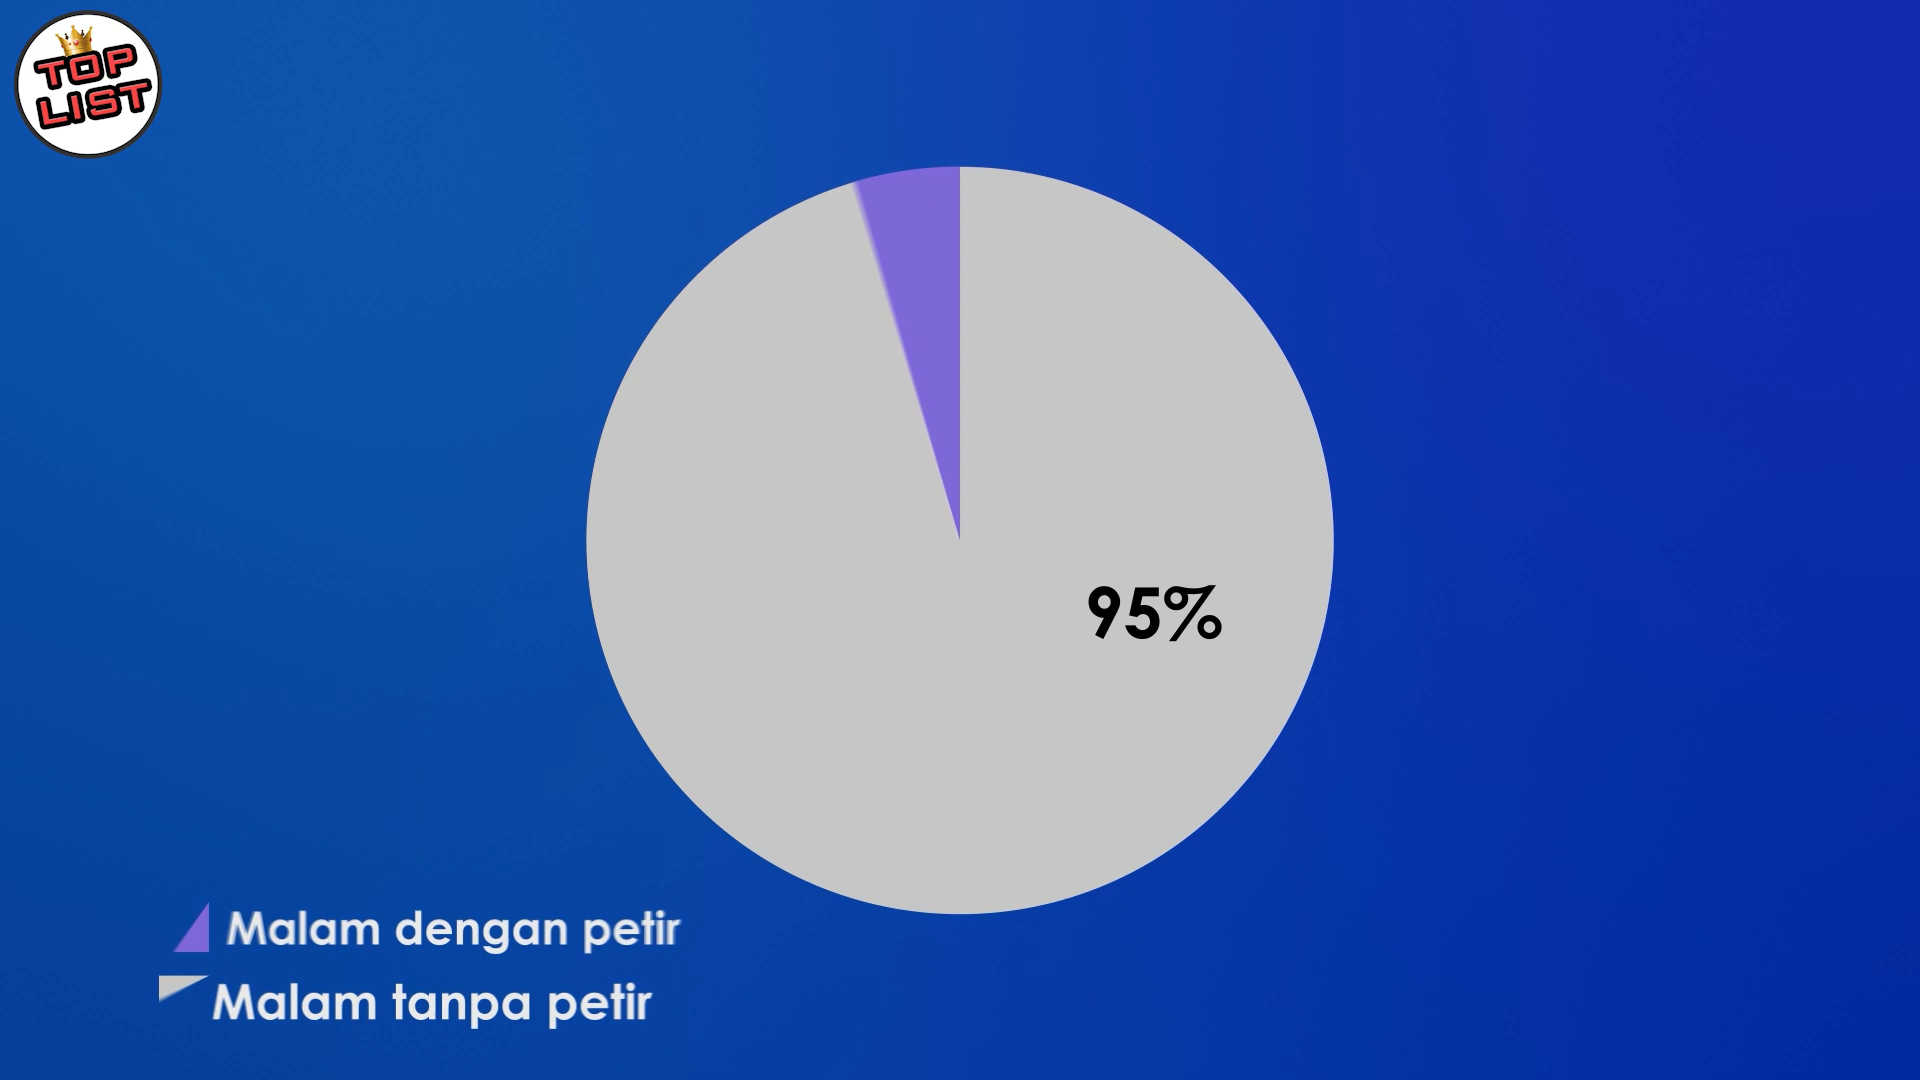 TOP
LIST
95%
Malam dengan petir
Malam tanpa petir